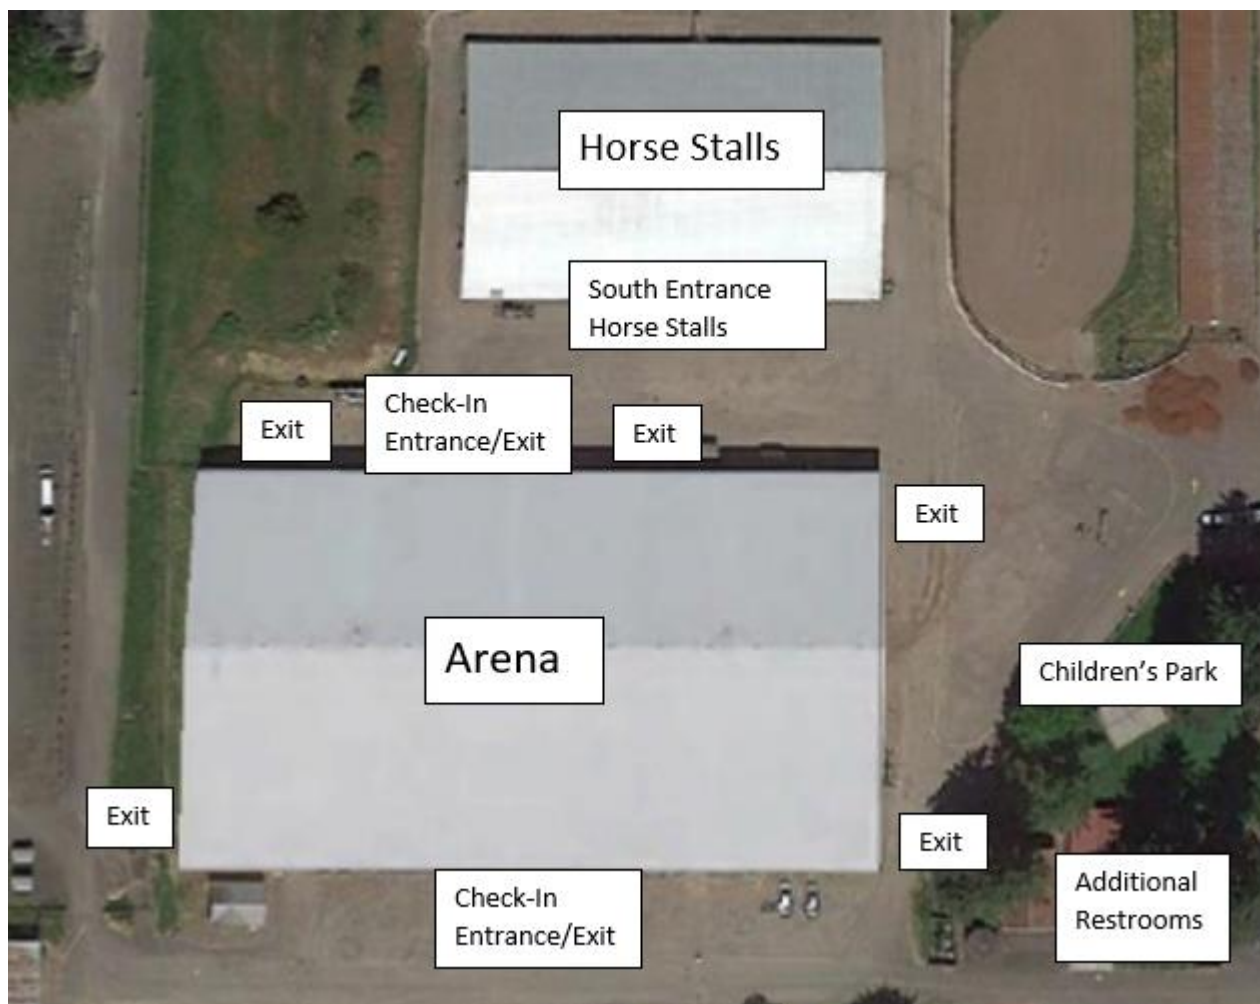 Horse Stalls
South Entrance
Horse Stalls
Check-In
Entrance/Exit
Exit
Exit
Exit
Arena
Children's Park
Exit
Exit
Check-In
Entrance/Exit
Additional
Restrooms